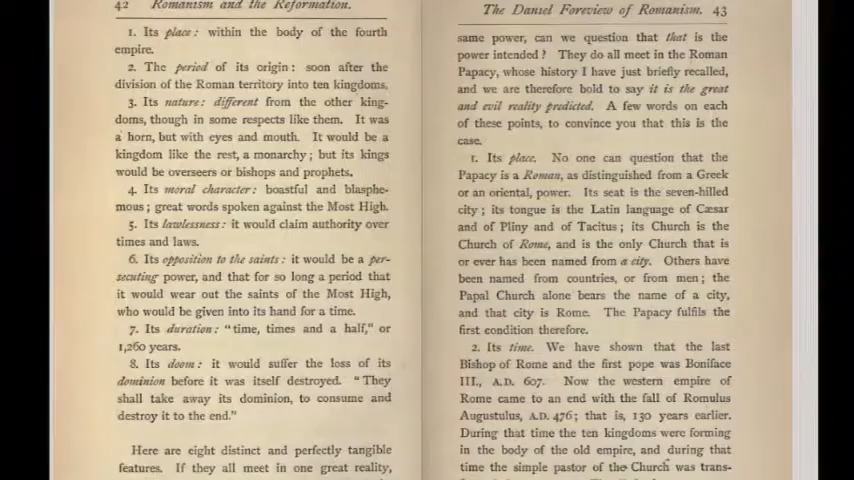 42 Romanism and the Reformation.
1. Its place: within the body of the fourth
empire.
2. The period of its origin: soon after the
division of the Roman territory into ten kingdoms.
3. Its nature: different from the other king-
doms, though in some respects like them. It was
a horn, but with eyes and mouth. It would be a
kingdom like the rest, a monarchy; but its kings
would be overseers or bishops and prophets.
4. Its moral character: boastful and blasphe-
mous; great words spoken against the Most High.
5. Its lawlessness: it would claim authority over
times and laws.
6. Its opposition to the saints: it would be a per-
secuting power, and that for so long a period that
it would wear out the saints of the Most High,
who would be given into its hand for a time.
7. Its duration: "time, times and a half," or
1,260 years.
8. Its doom: it would suffer the loss of its
dominion before it was itself destroyed. "They
shall take away its dominion, to consume and
destroy it to the end."
Here are eight distinct and perfectly tangible
features. If they all meet in one great reality,
The Daniel Foreview of Romanism. 43
same power, can we question that that is the
power intended? They do all meet in the Roman
Papacy, whose history I have just briefly recalled,
and we are therefore bold to say it is the great
and evil reality predicted. A few words on each
of these points, to convince you that this is the
case.
1. Its place. No one can question that the
Papacy is a Roman, as distinguished from a Greek
or an oriental, power. Its seat is the seven-hilled
city; its tongue is the Latin language of Cæsar
and of Pliny and of Tacitus; its Church is the
Church of Rome, and is the only Church that is
or ever has been named from a city. Others have
been named from countries, or from men; the
Papal Church alone bears the name of a city,
and that city is Rome. The Papacy fulfils the
first condition therefore.
2. Its time. We have shown that the last
Bishop of Rome and the first pope was Boniface
III., A.D. 607. Now the western empire of
Rome came to an end with the fall of Romulus
Augustulus, A.D. 476; that is, 130 years earlier.
During that time the ten kingdoms were forming
in the body of the old empire, and during that
time the simple pastor of the Church was trans-